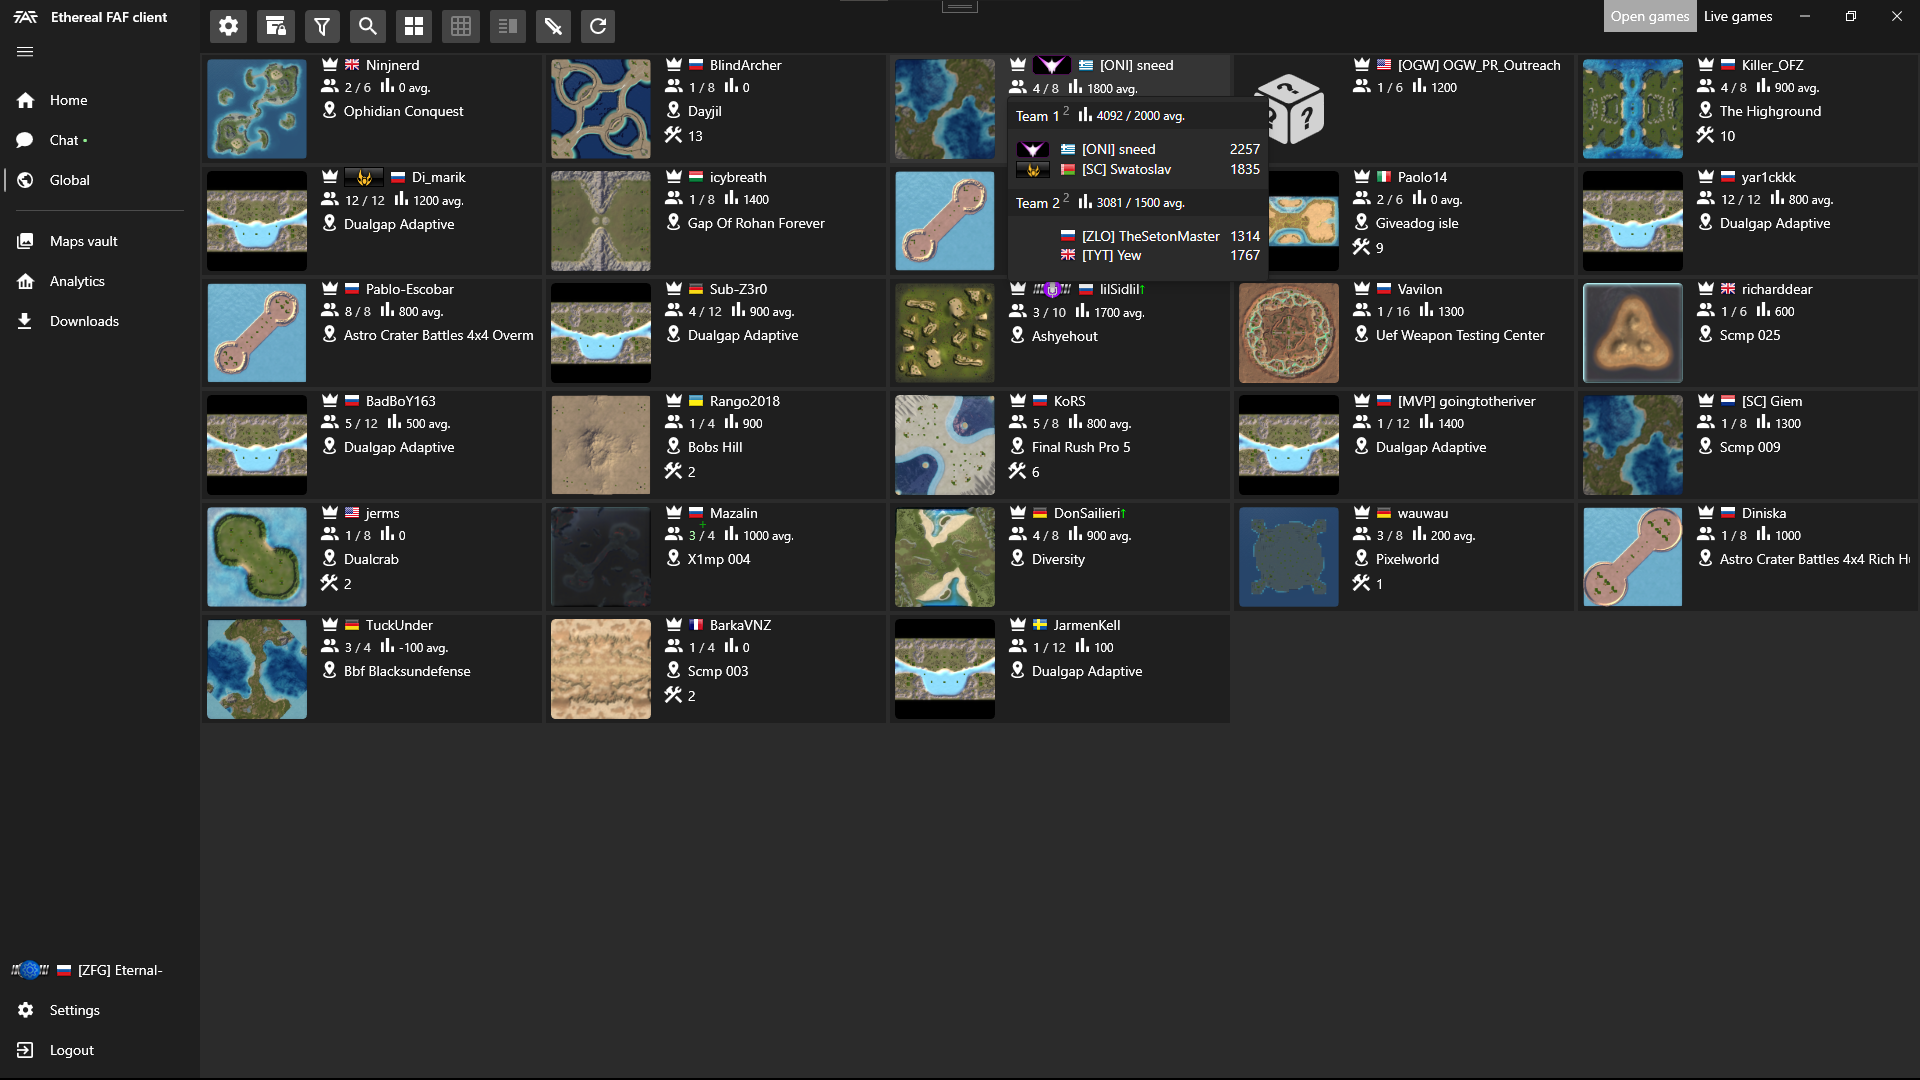 FAF Ethereal FAF client
Open games Live games
Home
Chat
Global
Maps vault
Analytics
Downloads
[ZFG] Eternal-
Settings
Logout
Ninjnerd
2 / 6 0 avg.
Ophidian Conquest
BlindArcher
1 / 8 0
Dayjil
13
[ONI] sneed
4 / 8 1800 avg.
Team 1 2 4092 / 2000 avg.
[ONI] sneed 2257
[SC] Swatoslav 1835
Team 2 2 3081 / 1500 avg.
[ZLO] TheSetonMaster 1314
[TYT] Yew 1767
? ?
[OGW] OGW_PR_Outreach
1 / 6 1200
Killer_OFZ
4 / 8 900 avg.
The Highground
10
Di_marik
12 / 12 1200 avg.
Dualgap Adaptive
icybreath
1 / 8 1400
Gap Of Rohan Forever
Paolo14
2 / 6 0 avg.
Giveadog isle
9
yar1ckkk
12 / 12 800 avg.
Dualgap Adaptive
Pablo-Escobar
8 / 8 800 avg.
Astro Crater Battles 4x4 Overm
Sub-Z3r0
4 / 12 900 avg.
Dualgap Adaptive
lilSidlil↑
3 / 10 1700 avg.
Ashyehout
Vavilon
1 / 16 1300
Uef Weapon Testing Center
richarddear
1 / 6 600
Scmp 025
BadBoY163
5 / 12 500 avg.
Dualgap Adaptive
Rango2018
1 / 4 900
Bobs Hill
2
KoRS
5 / 8 800 avg.
Final Rush Pro 5
6
[MVP] goingtotheriver
1 / 12 1400
Dualgap Adaptive
[SC] Giem
1 / 8 1300
Scmp 009
jerms
1 / 8 0
Dualcrab
2
Mazalin
+
3 / 4 1000 avg.
X1mp 004
DonSailieri↑
4 / 8 900 avg.
Diversity
wauwau
3 / 8 200 avg.
Pixelworld
1
Diniska
1 / 8 1000
Astro Crater Battles 4x4 Rich H
TuckUnder
3 / 4 -100 avg.
Bbf Blacksundefense
BarkaVNZ
1 / 4 0
Scmp 003
2
JarmenKell
1 / 12 100
Dualgap Adaptive